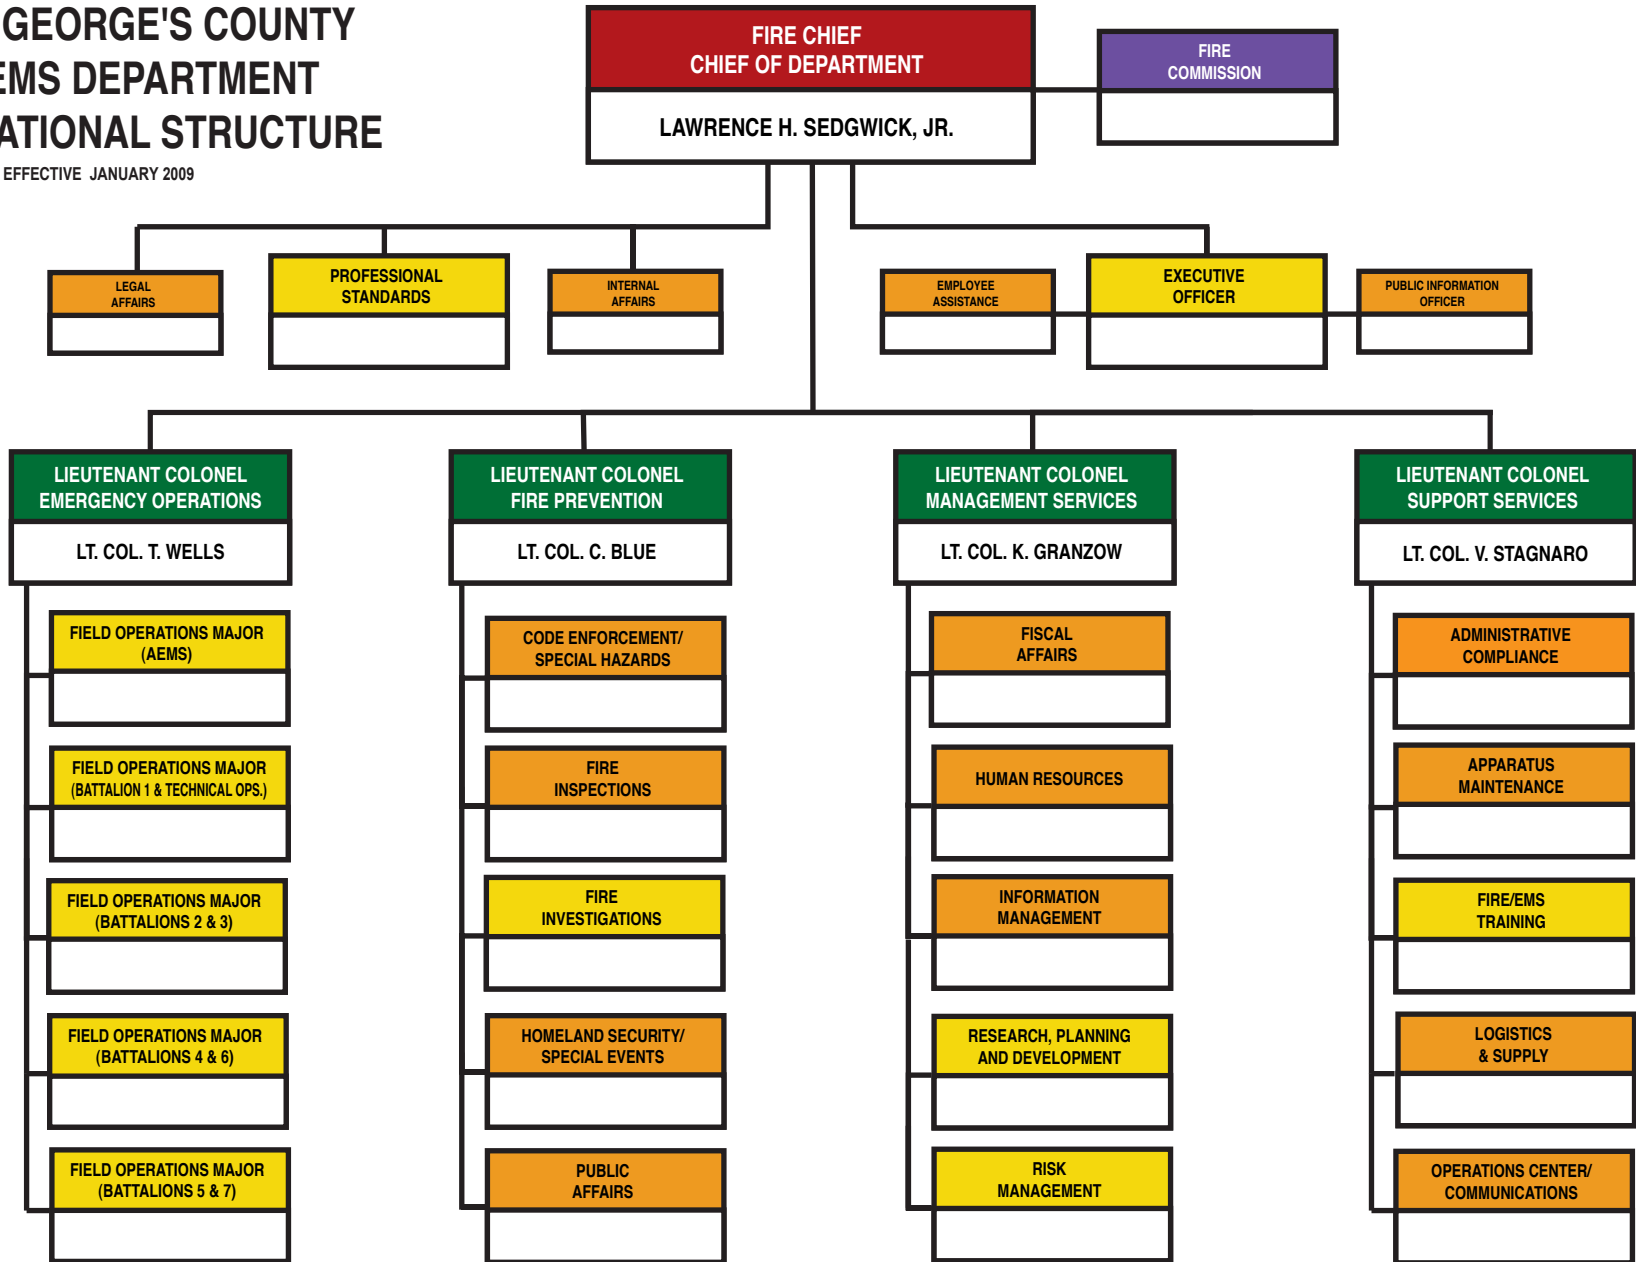 GEORGE'S COUNTY
EMS DEPARTMENT
ATIONAL STRUCTURE
EFFECTIVE JANUARY 2009
FIRE CHIEF
CHIEF OF DEPARTMENT
LAWRENCE H. SEDGWICK, JR.
FIRE
COMMISSION
LEGAL
AFFAIRS
PROFESSIONAL
STANDARDS
INTERNAL
AFFAIRS
EMPLOYEE
ASSISTANCE
EXECUTIVE
OFFICER
PUBLIC INFORMATION
OFFICER
LIEUTENANT COLONEL
EMERGENCY OPERATIONS
LT. COL. T. WELLS
FIELD OPERATIONS MAJOR
(AEMS)
FIELD OPERATIONS MAJOR
(BATTALION 1 & TECHNICAL OPS.)
FIELD OPERATIONS MAJOR
(BATTALIONS 2 & 3)
FIELD OPERATIONS MAJOR
(BATTALIONS 4 & 6)
FIELD OPERATIONS MAJOR
(BATTALIONS 5 & 7)
LIEUTENANT COLONEL
FIRE PREVENTION
LT. COL. C. BLUE
CODE ENFORCEMENT/
SPECIAL HAZARDS
FIRE
INSPECTIONS
FIRE
INVESTIGATIONS
HOMELAND SECURITY/
SPECIAL EVENTS
PUBLIC
AFFAIRS
LIEUTENANT COLONEL
MANAGEMENT SERVICES
LT. COL. K. GRANZOW
FISCAL
AFFAIRS
HUMAN RESOURCES
INFORMATION
MANAGEMENT
RESEARCH, PLANNING
AND DEVELOPMENT
RISK
MANAGEMENT
LIEUTENANT COLONEL
SUPPORT SERVICES
LT. COL. V. STAGNARO
ADMINISTRATIVE
COMPLIANCE
APPARATUS
MAINTENANCE
FIRE/EMS
TRAINING
LOGISTICS
& SUPPLY
OPERATIONS CENTER/
COMMUNICATIONS